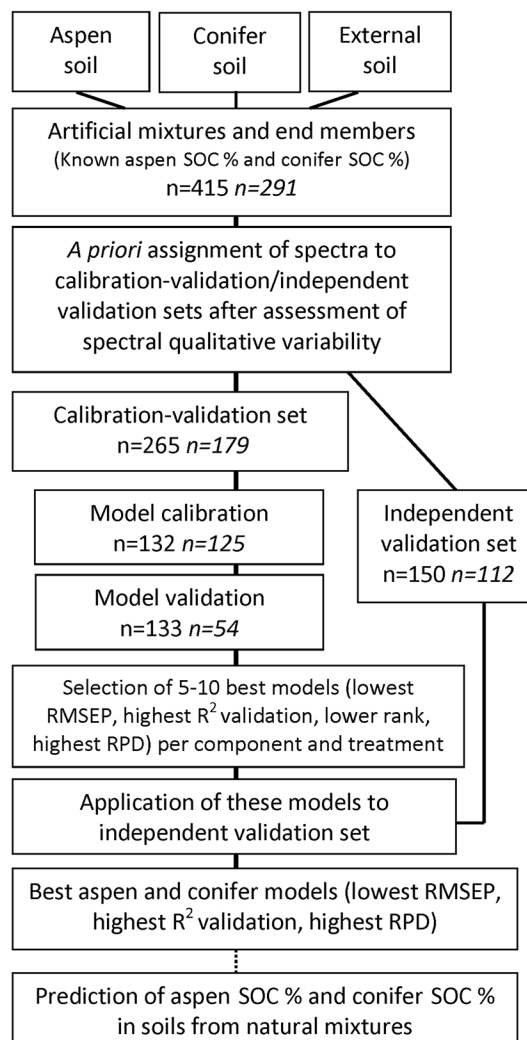 Aspen
soil
Conifer
soil
External
soil
Artificial mixtures and end members
(Known aspen SOC % and conifer SOC %)
n=415 n=291
A priori assignment of spectra to
calibration-validation/independent
validation sets after assessment of
spectral qualitative variability
Calibration-validation set
n=265 n=179
Model calibration
n=132 n=125
Model validation
n=133 n=54
Independent
validation set
n=150 n=112
Selection of 5-10 best models (lowest
RMSEP, highest R² validation, lower rank,
highest RPD) per component and treatment
Application of these models to
independent validation set
Best aspen and conifer models (lowest RMSEP,
highest R² validation, highest RPD)
Prediction of aspen SOC % and conifer SOC %
in soils from natural mixtures